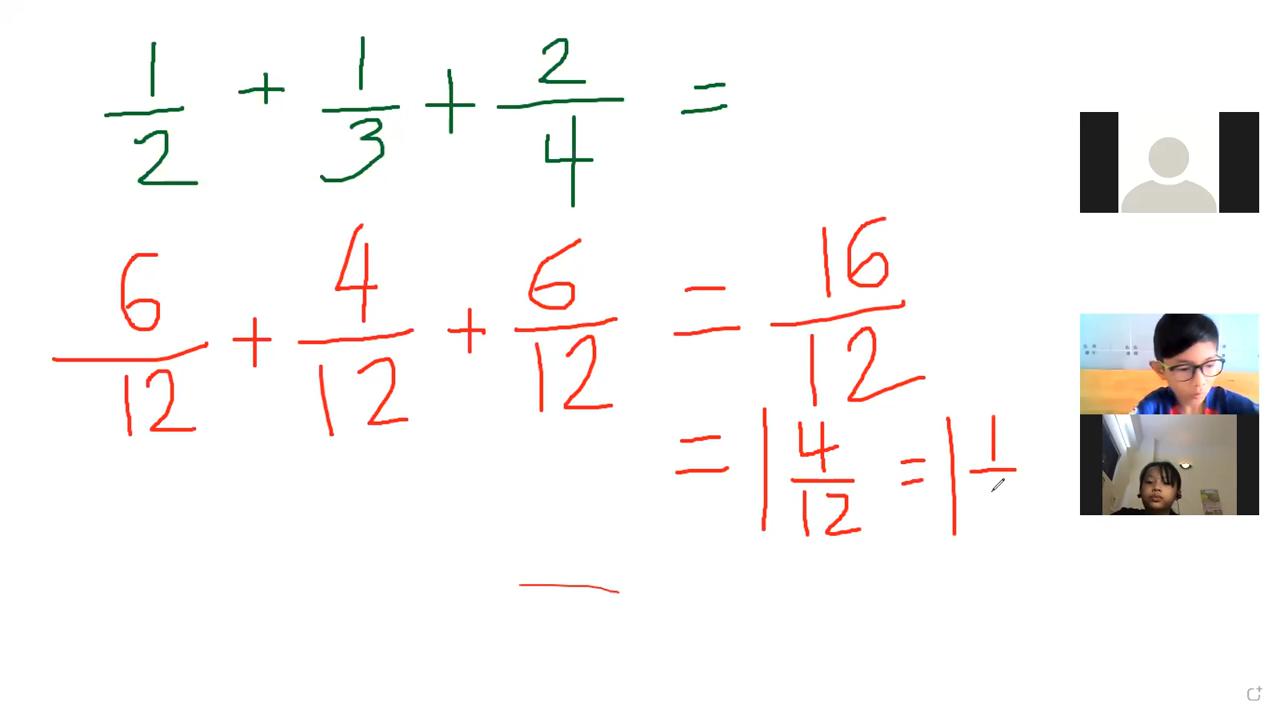 1/2 + 1/3 + 2/4 =
6/12 + 4/12 + 6/12 = 16/12
= 1 4/12 = 1 1/